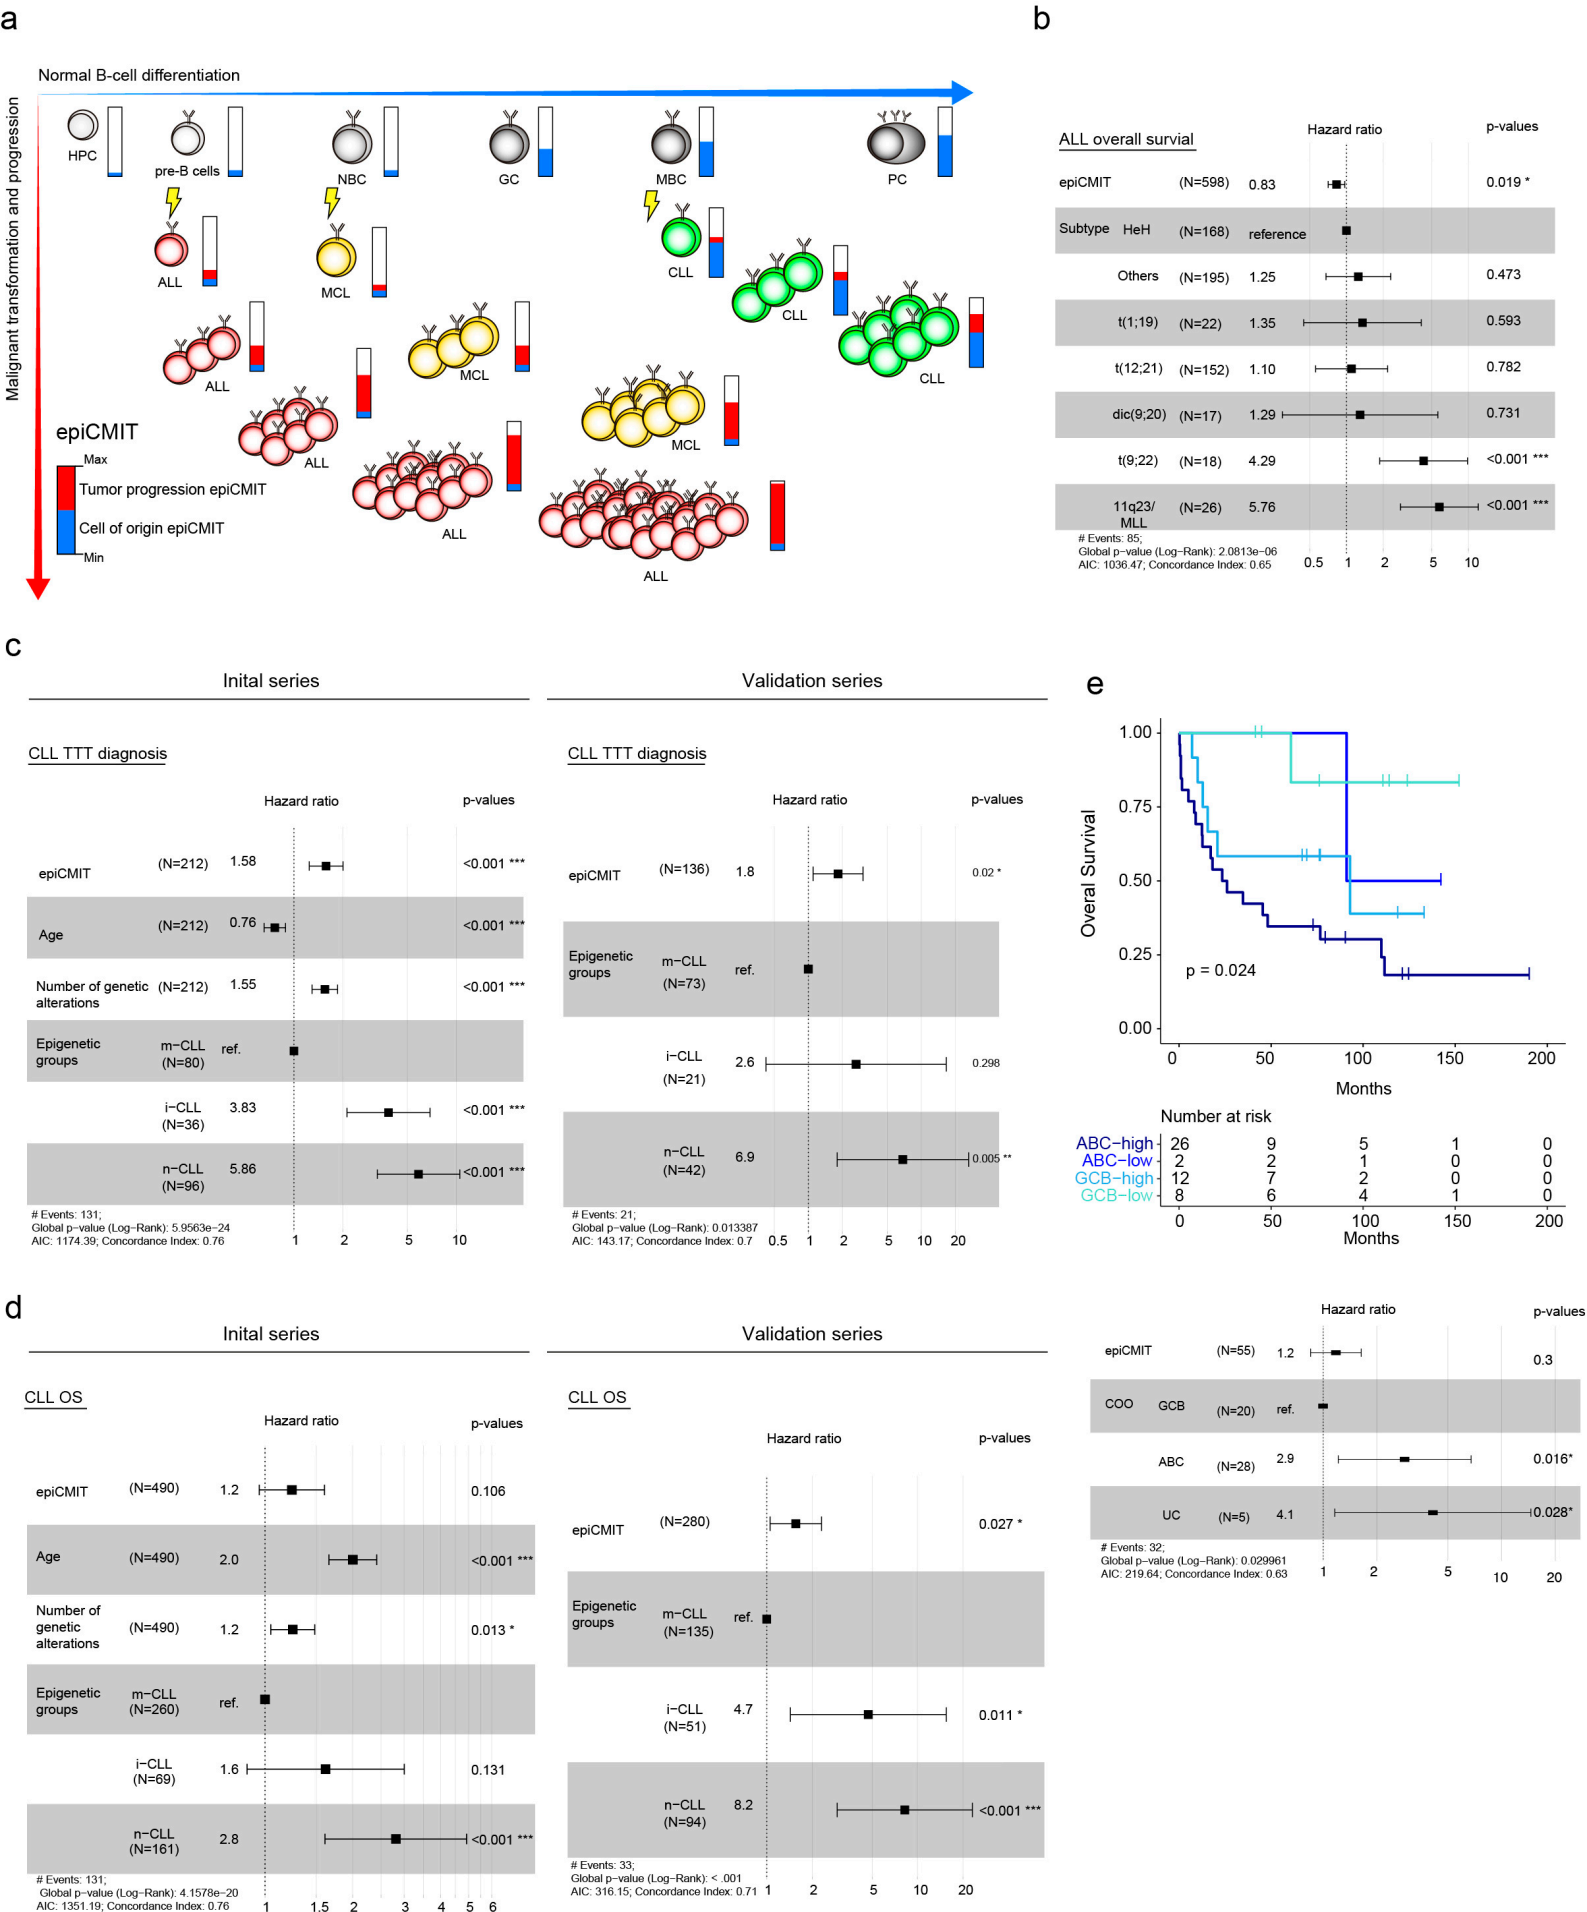 a
Normal B-cell differentiation
Malignant transformation and progression
HPC
pre-B cells
NBC
GC
MBC
PC
ALL
MCL
CLL
CLL
CLL
ALL
MCL
ALL
MCL
ALL
ALL
epiCMIT
Max
Tumor progression epiCMIT
Cell of origin epiCMIT
Min
b
Hazard ratio p-values
ALL overall survial
epiCMIT (N=598) 0.83 0.019 *
Subtype HeH (N=168) reference
Others (N=195) 1.25 0.473
t(1;19) (N=22) 1.35 0.593
t(12;21) (N=152) 1.10 0.782
dic(9;20) (N=17) 1.29 0.731
t(9;22) (N=18) 4.29 <0.001 ***
11q23/ (N=26) 5.76 <0.001 ***
MLL
# Events: 85;
Global p−value (Log−Rank): 2.0813e−06
AIC: 1036.47; Concordance Index: 0.65
0.5 1 2 5 10
c
Inital series
CLL TTT diagnosis
Hazard ratio p-values
epiCMIT (N=212) 1.58 <0.001 ***
Age (N=212) 0.76 <0.001 ***
Number of genetic (N=212) 1.55 <0.001 ***
alterations
Epigenetic m−CLL ref.
groups (N=80)
i−CLL 3.83 <0.001 ***
(N=36)
n−CLL 5.86 <0.001 ***
(N=96)
# Events: 131;
Global p−value (Log−Rank): 5.9563e−24
AIC: 1174.39; Concordance Index: 0.76
1 2 5 10
Validation series
CLL TTT diagnosis
Hazard ratio p-values
epiCMIT (N=136) 1.8 0.02 *
Epigenetic m−CLL ref.
groups (N=73)
i−CLL 2.6 0.298
(N=21)
n−CLL 6.9 0.005 **
(N=42)
# Events: 21;
Global p−value (Log−Rank): 0.013387
AIC: 143.17; Concordance Index: 0.7
0.5 1 2 5 10 20
d
Inital series
CLL OS
Hazard ratio p-values
epiCMIT (N=490) 1.2 0.106
Age (N=490) 2.0 <0.001 ***
Number of
genetic (N=490) 1.2 0.013 *
alterations
Epigenetic m−CLL ref.
groups (N=260)
i−CLL 1.6 0.131
(N=69)
n−CLL 2.8 <0.001 ***
(N=161)
# Events: 131;
Global p−value (Log−Rank): 4.1578e−20
AIC: 1351.19; Concordance Index: 0.76
1 1.5 2 3 4 5 6
Validation series
CLL OS
Hazard ratio p-values
epiCMIT (N=280) 0.027 *
Epigenetic m−CLL ref.
groups (N=135)
i−CLL 4.7 0.011 *
(N=51)
n−CLL 8.2 <0.001 ***
(N=94)
# Events: 33;
Global p−value (Log−Rank): < .001
AIC: 316.15; Concordance Index: 0.71
1 2 5 10 20
e
Overal Survival
1.00
0.75
0.50
0.25
0.00
p = 0.024
0 50 100 150 200
Months
Number at risk
ABC−high 26 9 5 1 0
ABC−low 2 2 1 0 0
GCB−high 12 7 2 0 0
GCB−low 8 6 4 1 0
0 50 100 150 200
Months
Hazard ratio p-values
epiCMIT (N=55) 1.2 0.3
COO GCB (N=20) ref.
ABC (N=28) 2.9 0.016*
UC (N=5) 4.1 0.028*
# Events: 32;
Global p−value (Log−Rank): 0.029961
AIC: 219.64; Concordance Index: 0.63
1 2 5 10 20